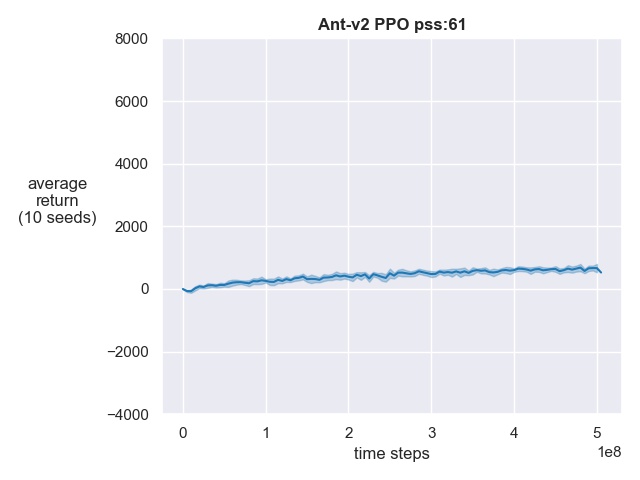 Ant-v2 PPO pss:61
8000
6000
4000
2000
0
−2000
−4000
average
return
(10 seeds)
0 1 2 3 4 5
1e8
time steps